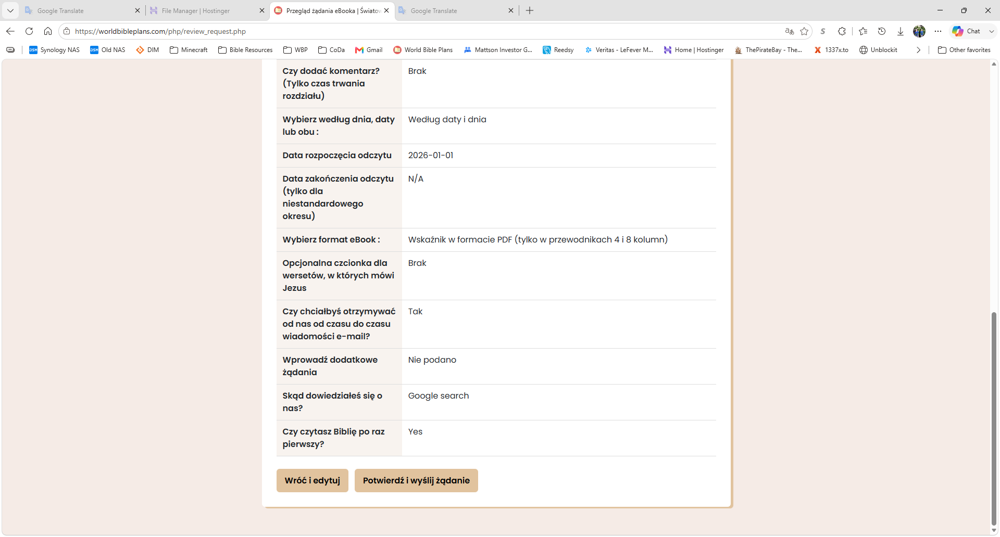 Google Translate
File Manager | Hostinger
Przegląd żądania eBooka | Świato
Google Translate
https://worldbibleplans.com/php/review_request.php
Chat
Synology NAS
Old NAS
DIM
Minecraft
Bible Resources
WBP
CoDa
Gmail
World Bible Plans
Mattson Investor G...
Reedsy
Veritas - LeFever M...
Home | Hostinger
ThePirateBay - The...
1337x.to
Unblockit
Other favorites
Czy dodać komentarz?
(Tylko czas trwania
rozdziału)
Brak
Wybierz według dnia, daty
lub obu :
Według daty i dnia
Data rozpoczęcia odczytu
2026-01-01
Data zakończenia odczytu
(tylko dla
niestandardowego
okresu)
N/A
Wybierz format eBook :
Wskaźnik w formacie PDF (tylko w przewodnikach 4 i 8 kolumn)
Opcjonalna czcionka dla
wersetów, w których mówi
Jezus
Brak
Czy chciałbyś otrzymywać
od nas od czasu do czasu
wiadomości e-mail?
Tak
Wprowadź dodatkowe
żądania
Nie podano
Skąd dowiedziałeś się o
nas?
Google search
Czy czytasz Biblię po raz
pierwszy?
Yes
Wróć i edytuj
Potwierdź i wyślij żądanie